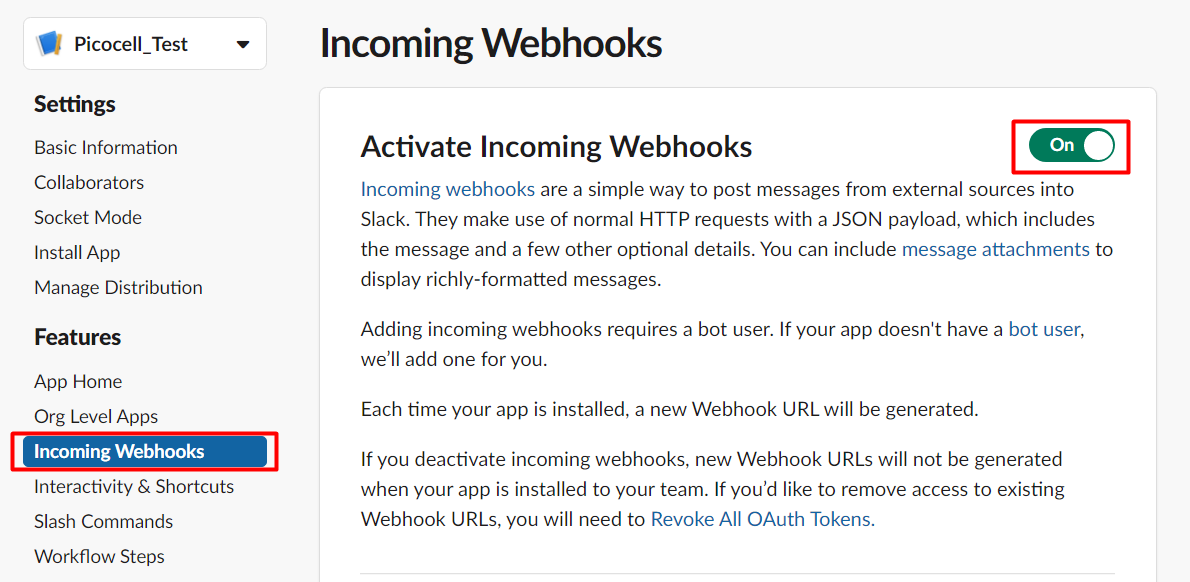 Picocell_Test
Settings
Basic Information
Collaborators
Socket Mode
Install App
Manage Distribution
Features
App Home
Org Level Apps
Incoming Webhooks
Interactivity & Shortcuts
Slash Commands
Workflow Steps
Incoming Webhooks
Activate Incoming Webhooks
On
Incoming webhooks are a simple way to post messages from external sources into
Slack. They make use of normal HTTP requests with a JSON payload, which includes
the message and a few other optional details. You can include message attachments to
display richly-formatted messages.
Adding incoming webhooks requires a bot user. If your app doesn't have a bot user,
we’ll add one for you.
Each time your app is installed, a new Webhook URL will be generated.
If you deactivate incoming webhooks, new Webhook URLs will not be generated
when your app is installed to your team. If you’d like to remove access to existing
Webhook URLs, you will need to Revoke All OAuth Tokens.